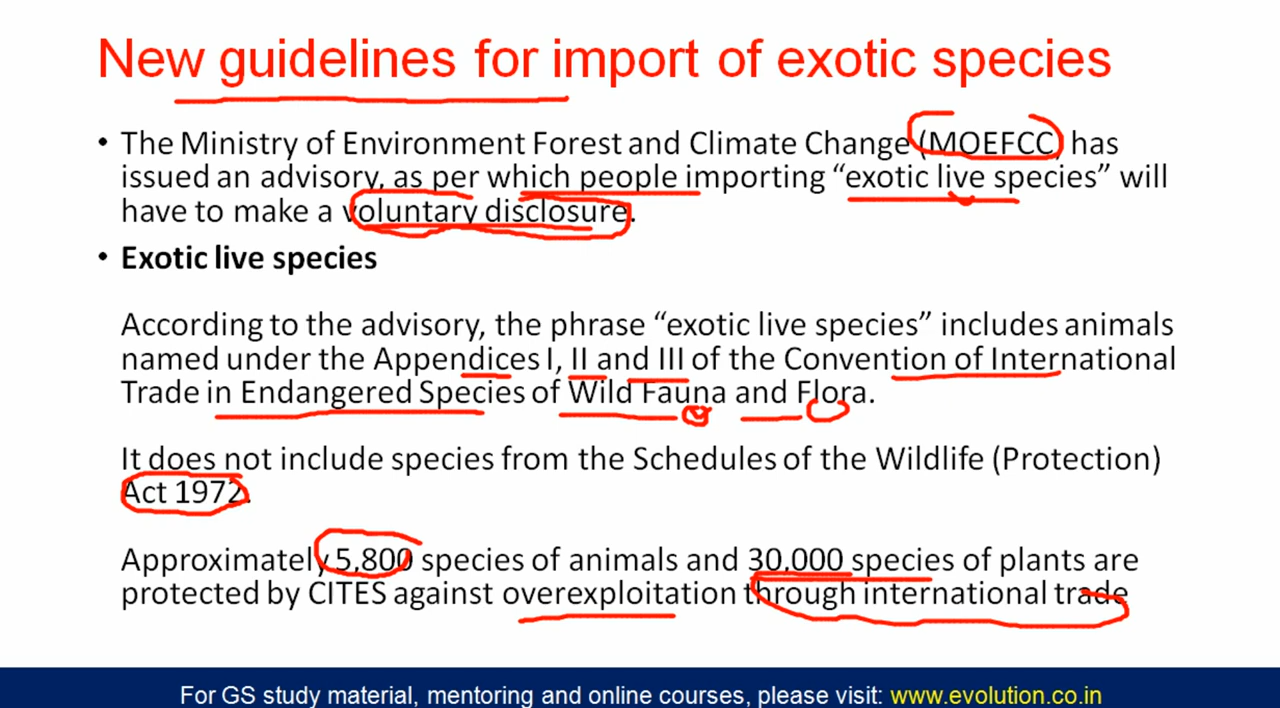 New guidelines for import of exotic species
• The Ministry of Environment Forest and Climate Change (MOEFCC) has
issued an advisory, as per which people importing “exotic live species” will
have to make a voluntary disclosure.
• Exotic live species
According to the advisory, the phrase “exotic live species” includes animals
named under the Appendices I, II and III of the Convention of International
Trade in Endangered Species of Wild Fauna and Flora.
It does not include species from the Schedules of the Wildlife (Protection)
Act 1972.
Approximately 5,800 species of animals and 30,000 species of plants are
protected by CITES against overexploitation through international trade
For GS study material, mentoring and online courses, please visit: www.evolution.co.in